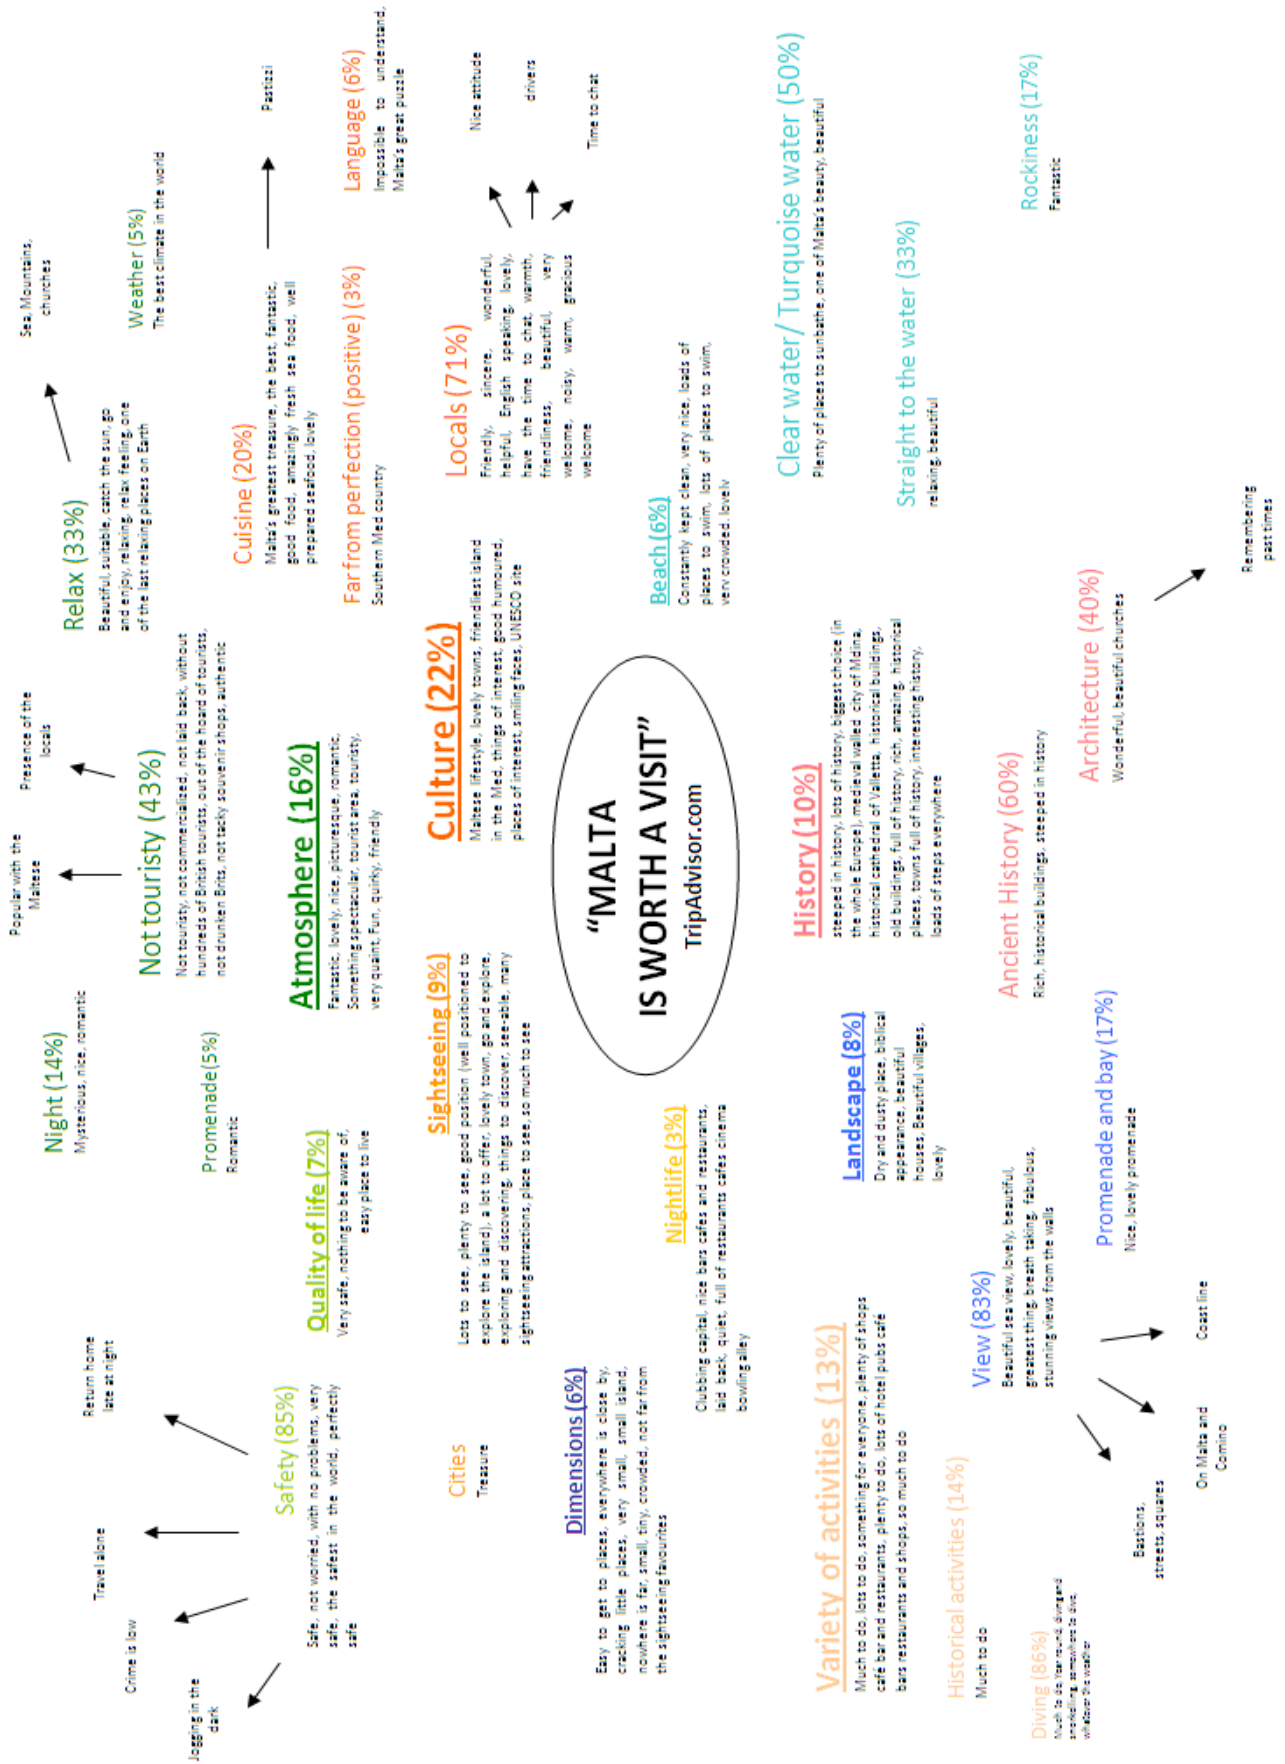 Jogging in the
dark
Crime is low
Travel alone
Return home
late at night
Safety (85%)
Safe, not worried, with no problems, very
safe, the safest in the world, perfectly
safe
Quality of life (7%)
Very safe, nothing to be aware of,
easy place to live
Night (14%)
Mysterious, nice, romantic
Promenade(5%)
Romantic
Popular with the
Maltese
Presence of the
locals
Not touristy (43%)
Not touristy, not commercialized, not laid back, without
hundreds of British tourists, out of the hoard of tourists,
not drunken Brits, not tacky souvenir shops, authentic
Atmosphere (16%)
Fantastic, lovely, nice, picturesque, romantic,
Something spectacular, tourist area, touristy,
very quaint, Fun, quirky, friendly
Relax (33%)
Beautiful, suitable, catch the sun, go
and enjoy, relaxing, relax feeling, one
of the last relaxing places on Earth
Sea, Mountains,
churches
Weather (5%)
The best climate in the world
Cuisine (20%)
Malta's greatest treasure, the best, fantastic,
good food, amazingly fresh sea food, well
prepared seafood, lovely
Pastizzi
Far from perfection (positive) (3%)
Southern Med country
Language (6%)
Impossible to understand,
Malta's great puzzle
Culture (22%)
Maltese lifestyle, lovely towns, friendliest island
in the Med, things of interest, good humoured,
places of interest, smiling faces, UNESCO site
Locals (71%)
Friendly, sincere, wonderful,
helpful, English speaking, lovely,
have the time to chat, warmth,
friendliness, beautiful, very
welcome, noisy, warm, gracious
welcome
Nice attitude
drivers
Time to chat
Cities
Treasure
Sightseeing (9%)
Lots to see, plenty to see, good position (well positioned to
explore the island), a lot to offer, lovely town, go and explore,
exploring and discovering, things to discover, see-able, many
sightseeing attractions, place to see, so much to see
Dimensions (6%)
Easy to get to places, everywhere is close by,
cracking little places, very small, small island,
nowhere is far, small, tiny, crowded, not far from
the sightseeing favourites
Nightlife (3%)
Clubbing capital, nice bars cafes and restaurants,
laid back, quiet, full of restaurants cafes cinema
bowling alley
"MALTA
IS WORTH A VISIT"
TripAdvisor.com
Beach (6%)
Constantly kept clean, very nice, loads of
places to swim, lots of places to swim,
very crowded, lovely
Clear water/ Turquoise water (50%)
Plenty of places to sunbathe, one of Malta's beauty, beautiful
Straight to the water (33%)
relaxing, beautiful
Rockiness (17%)
Fantastic
Variety of activities (13%)
Much to do, lots to do, something for everyone, plenty of shops
café bar and restaurants, plenty to do, lots of hotel pubs café
bars restaurants and shops, so much to do
Historical activities (14%)
Much to do
Diving (86%)
Much to do, Year round, diving and
snorkelling, somewhere to dive,
whatever the weather
Landscape (8%)
Dry and dusty place, biblical
appearance, beautiful
houses, Beautiful villages,
lovely
View (83%)
Beautiful sea view, lovely, beautiful,
greatest thing, breath taking, fabulous,
stunning views from the walls
Bastions,
streets, squares
On Malta and
Comino
Coast line
Promenade and bay (17%)
Nice, lovely promenade
History (10%)
steeped in history, lots of history, biggest choice (in
the whole Europe), medieval walled city of Mdina,
historical cathedral of Valletta, historical buildings,
old buildings, full of history, rich, amazing, historical
places, towns full of history, interesting history,
loads of steps everywhere
Ancient History (60%)
Rich, historical buildings, steeped in history
Architecture (40%)
Wonderful, beautiful churches
Remembering
past times